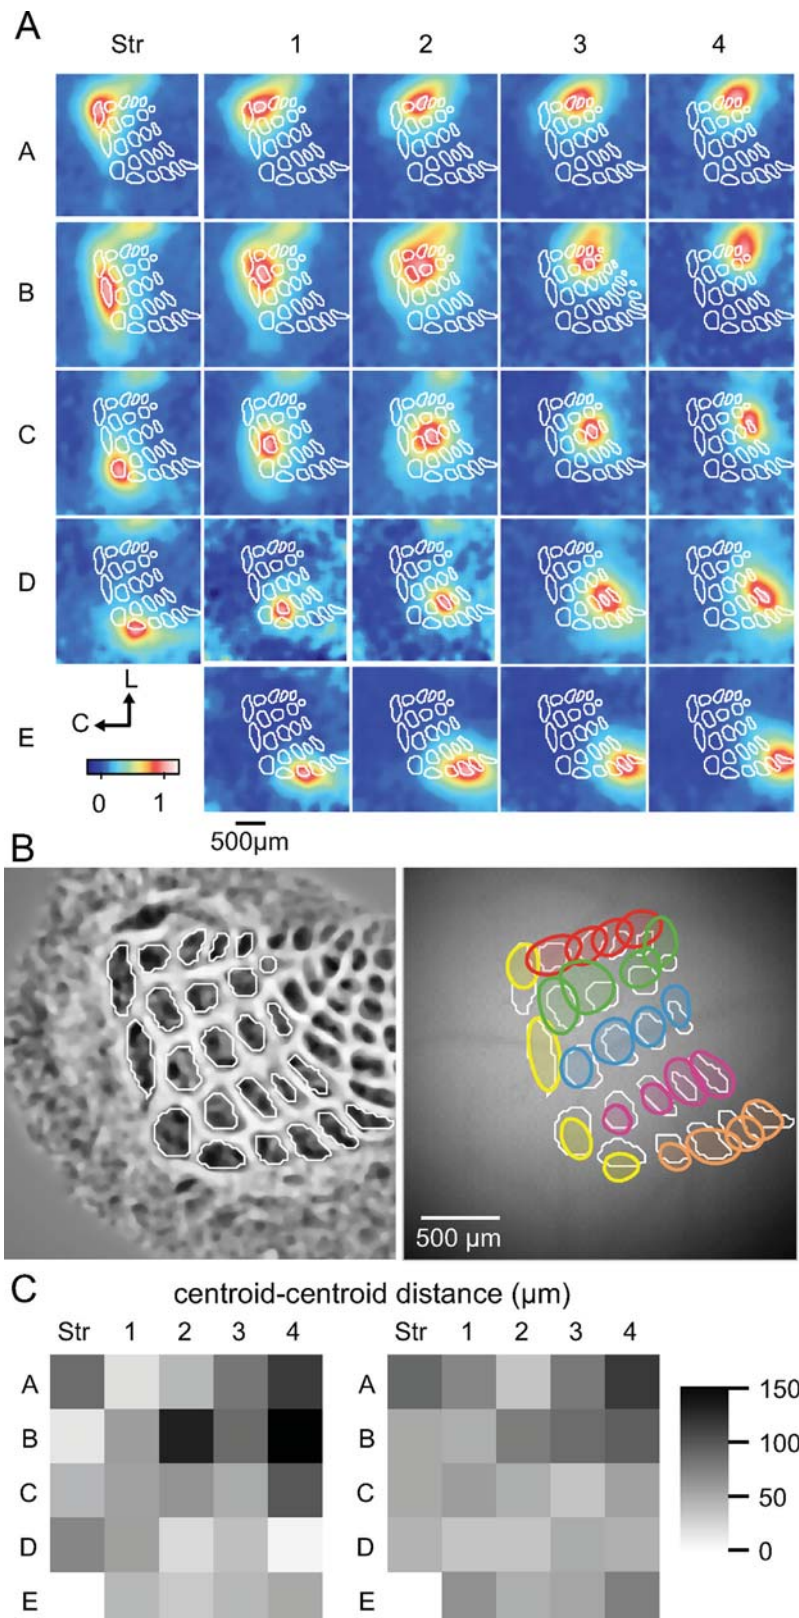 A
Str 1 2 3 4
A
B
C
D
L
C
E
0 1
500µm
B
500 µm
C
centroid-centroid distance (µm)
Str 1 2 3 4 Str 1 2 3 4
A A 150
B B 100
C C 50
D D 0
E E